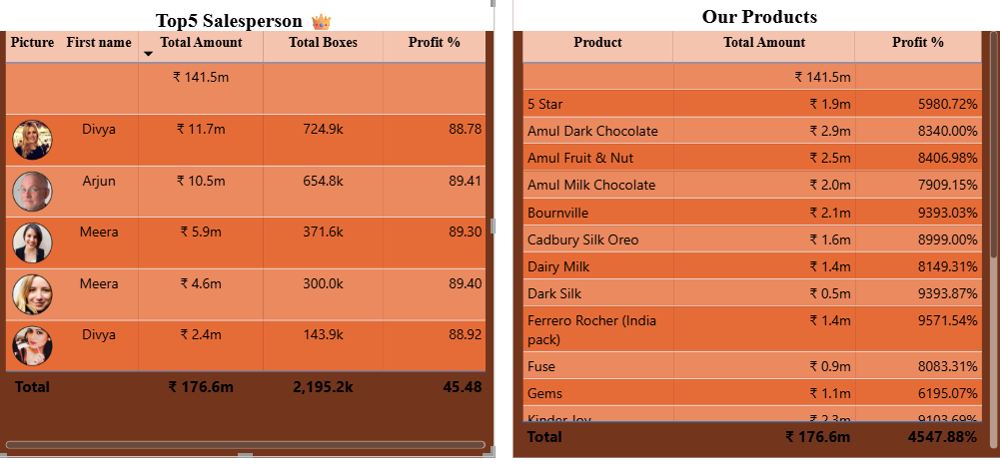 Top5 Salesperson 👑
Picture First name Total Amount Total Boxes Profit %
₹ 141.5m
Divya ₹ 11.7m 724.9k 88.78
Arjun ₹ 10.5m 654.8k 89.41
Meera ₹ 5.9m 371.6k 89.30
Meera ₹ 4.6m 300.0k 89.40
Divya ₹ 2.4m 143.9k 88.92
Total ₹ 176.6m 2,195.2k 45.48
Our Products
Product Total Amount Profit %
₹ 141.5m
5 Star ₹ 1.9m 5980.72%
Amul Dark Chocolate ₹ 2.9m 8340.00%
Amul Fruit & Nut ₹ 2.5m 8406.98%
Amul Milk Chocolate ₹ 2.0m 7909.15%
Bournville ₹ 2.1m 9393.03%
Cadbury Silk Oreo ₹ 1.6m 8999.00%
Dairy Milk ₹ 1.4m 8149.31%
Dark Silk ₹ 0.5m 9393.87%
Ferrero Rocher (India ₹ 1.4m 9571.54%
pack)
Fuse ₹ 0.9m 8083.31%
Gems ₹ 1.1m 6195.07%
Kinder Joy ₹ 2.3m 9103.69%
Total ₹ 176.6m 4547.88%